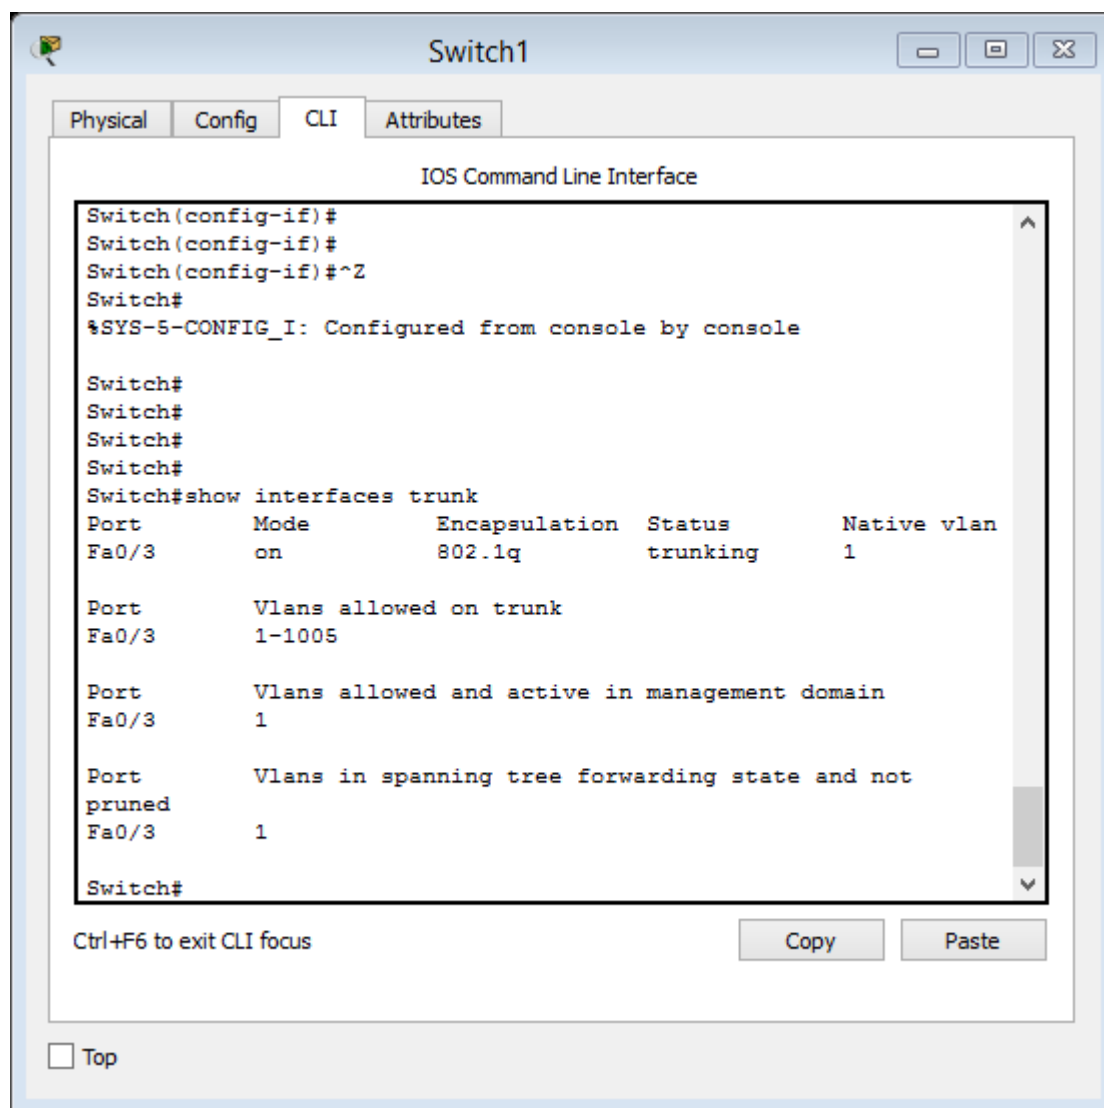 Switch1
Physical Config CLI Attributes
IOS Command Line Interface
Switch(config-if)#
Switch(config-if)#
Switch(config-if)#^Z
Switch#
%SYS-5-CONFIG_I: Configured from console by console
Switch#
Switch#
Switch#
Switch#
Switch#show interfaces trunk
Port Mode Encapsulation Status Native vlan
Fa0/3 on 802.1q trunking 1
Port Vlans allowed on trunk
Fa0/3 1-1005
Port Vlans allowed and active in management domain
Fa0/3 1
Port Vlans in spanning tree forwarding state and not
pruned
Fa0/3 1
Switch#
Ctrl+F6 to exit CLI focus Copy Paste
Top